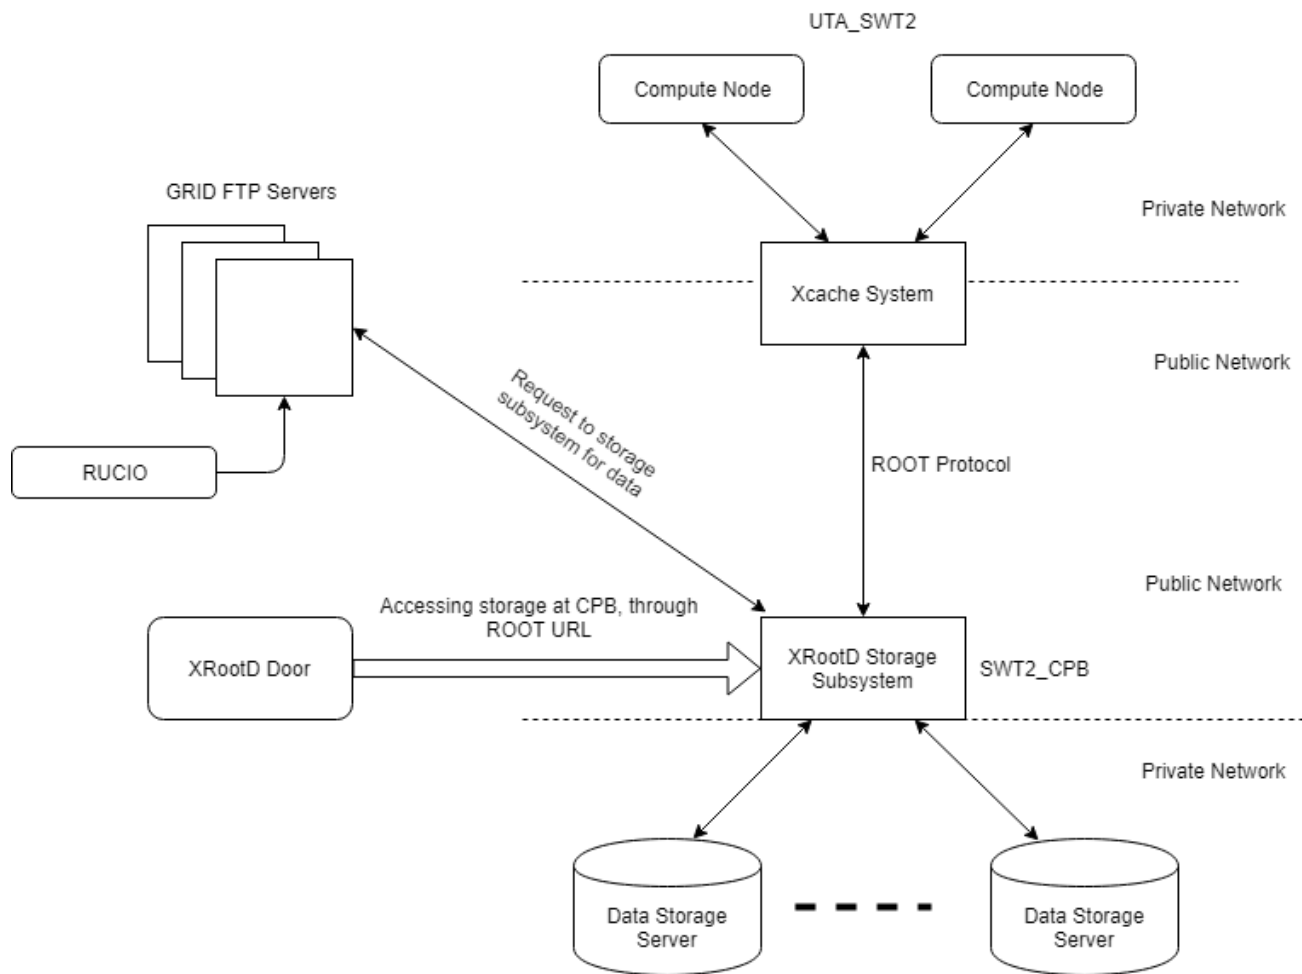 UTA_SWT2
Compute Node
Compute Node
GRID FTP Servers
Private Network
Xcache System
Public Network
Request to storage
subsystem for data
RUCIO
ROOT Protocol
Public Network
Accessing storage at CPB, through
ROOT URL
XRootD Door
XRootD Storage
Subsystem
SWT2_CPB
Private Network
Data Storage
Server
Data Storage
Server